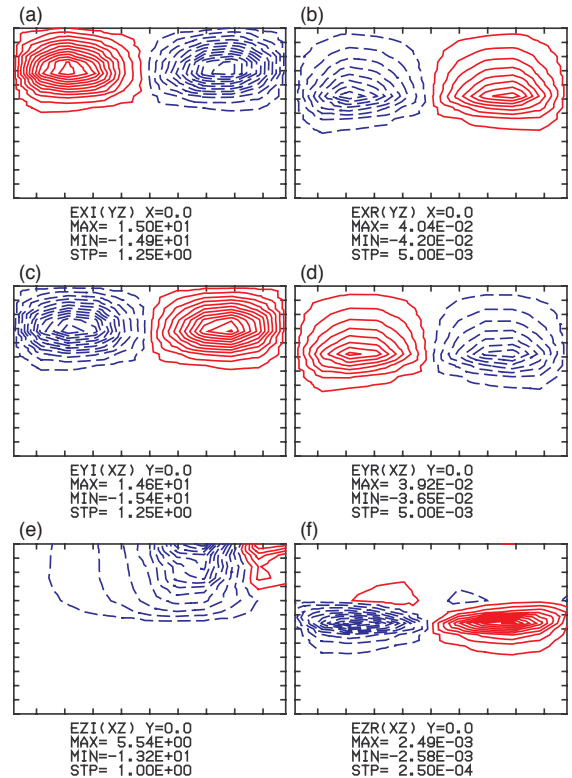 (a)
EXI(YZ) X=0.0
MAX= 1.50E+01
MIN=-1.49E+01
STP= 1.25E+00
(b)
EXR(YZ) X=0.0
MAX= 4.04E-02
MIN=-4.20E-02
STP= 5.00E-03
(c)
EYI(XZ) Y=0.0
MAX= 1.46E+01
MIN=-1.54E+01
STP= 1.25E+00
(d)
EYR(XZ) Y=0.0
MAX= 3.92E-02
MIN=-3.65E-02
STP= 5.00E-03
(e)
EZI(XZ) Y=0.0
MAX= 5.54E+00
MIN=-1.32E+01
STP= 1.00E+00
(f)
EZR(XZ) Y=0.0
MAX= 2.49E-03
MIN=-2.58E-03
STP= 2.50E-04